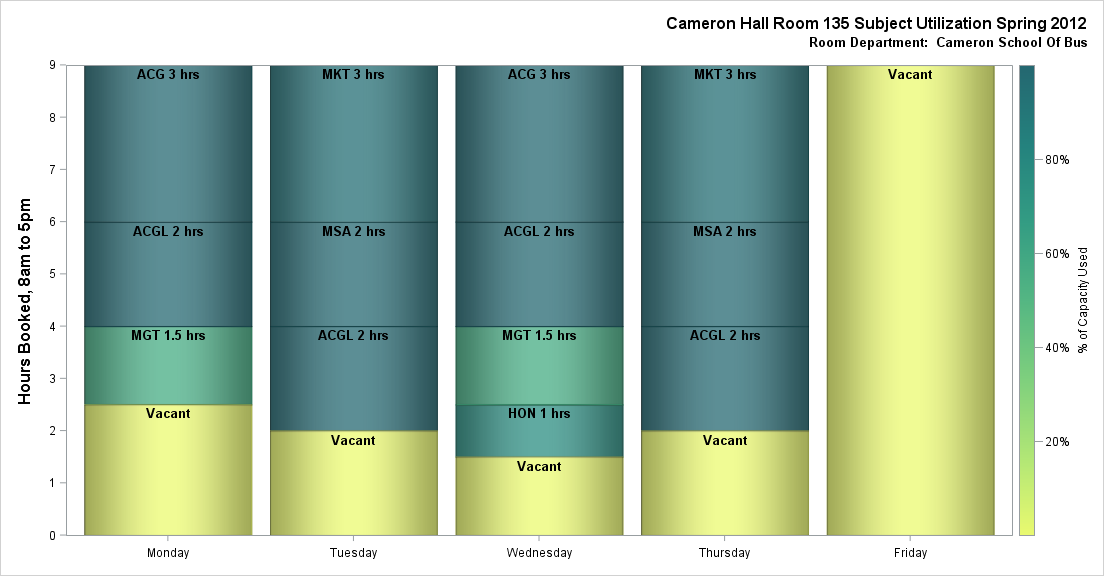 Cameron Hall Room 135 Subject Utilization Spring 2012
Room Department:  Cameron School Of Bus
Hours Booked, 8am to 5pm
9
8
7
6
5
4
3
2
1
0
ACG 3 hrs
ACGL 2 hrs
MGT 1.5 hrs
Vacant
MKT 3 hrs
MSA 2 hrs
ACGL 2 hrs
Vacant
ACG 3 hrs
ACGL 2 hrs
MGT 1.5 hrs
HON 1 hrs
Vacant
MKT 3 hrs
MSA 2 hrs
ACGL 2 hrs
Vacant
Vacant
Monday
Tuesday
Wednesday
Thursday
Friday
80%
60%
40%
20%
% of Capacity Used